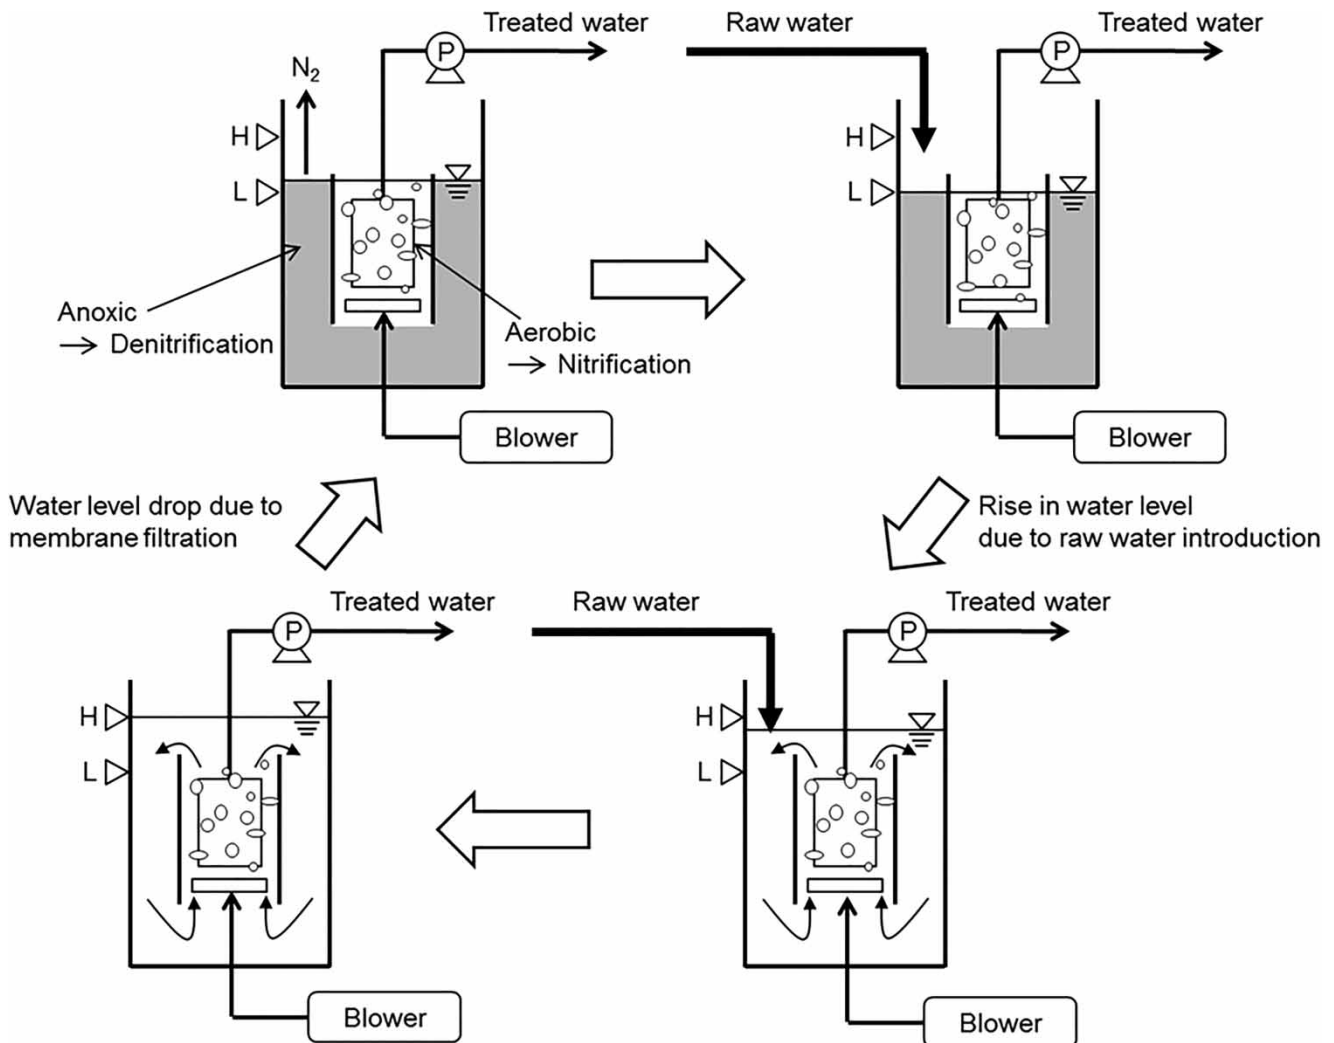 Treated water
Raw water
Treated water
P
P
N₂
H
L
H
L
Anoxic
→ Denitrification
Aerobic
→ Nitrification
Blower
Blower
Water level drop due to
membrane filtration
Rise in water level
due to raw water introduction
Treated water
Raw water
Treated water
P
P
H
L
H
L
Blower
Blower